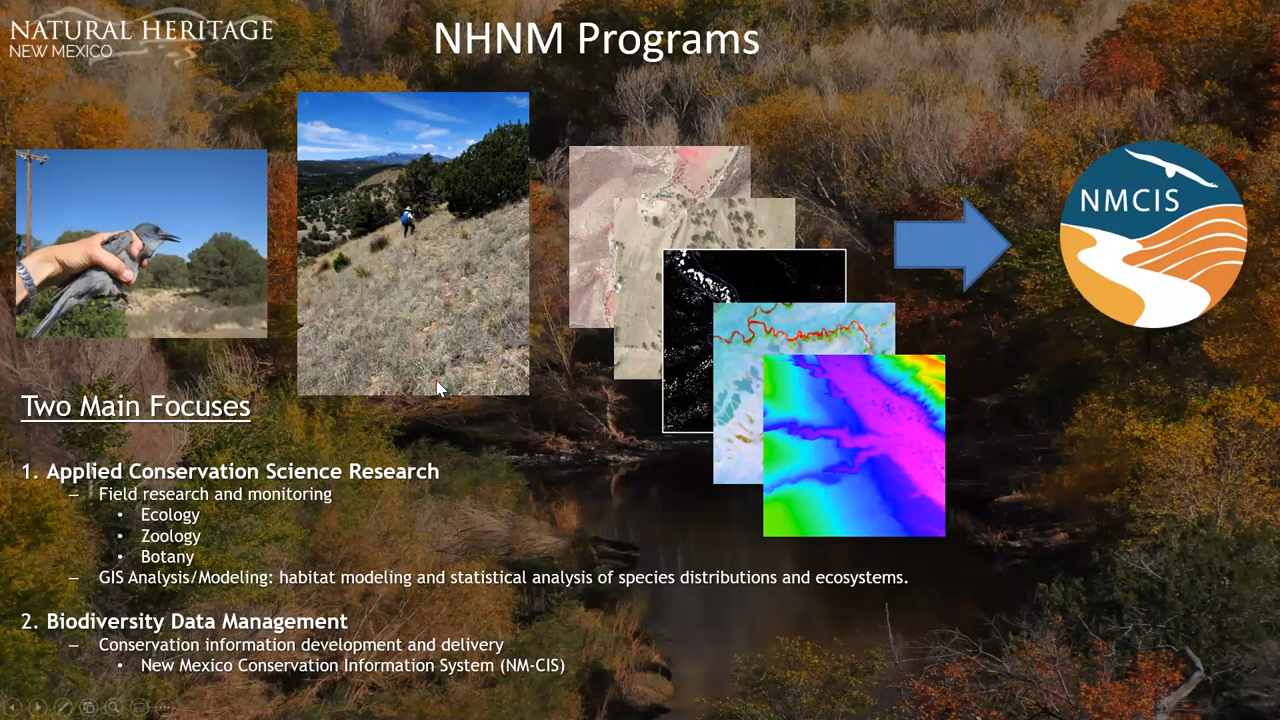 NATURAL HERITAGE
NEW MEXICO
NHNM Programs
NMCIS
Two Main Focuses
1. Applied Conservation Science Research
– Field research and monitoring
• Ecology
• Zoology
• Botany
– GIS Analysis/Modeling: habitat modeling and statistical analysis of species distributions and ecosystems.
2. Biodiversity Data Management
– Conservation information development and delivery
• New Mexico Conservation Information System (NM-CIS)